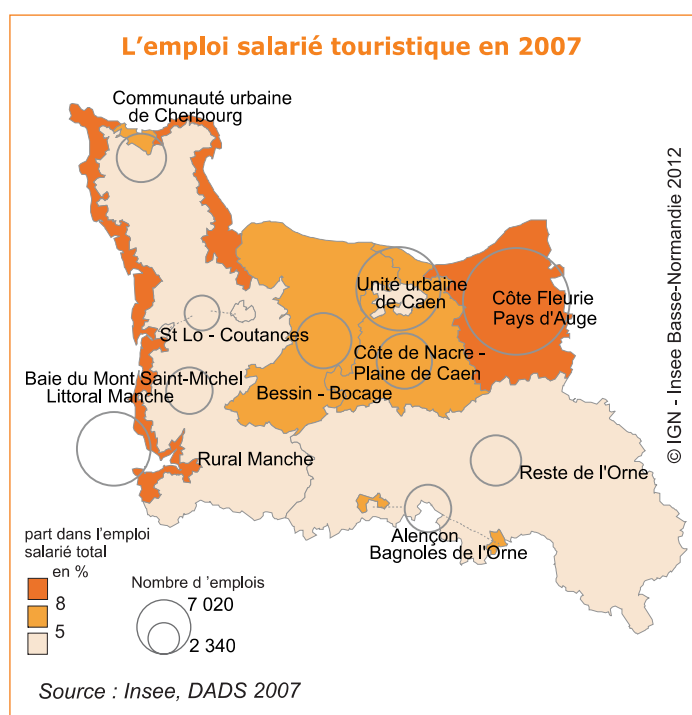 L'emploi salarié touristique en 2007
Communauté urbaine
de Cherbourg
© IGN - Insee Basse-Normandie 2012
Unité urbaine
de Caen
Côte Fleurie
Pays d'Auge
St Lo - Coutances
Côte de Nacre -
Plaine de Caen
Baie du Mont Saint-Michel
Littoral Manche
Bessin - Bocage
Rural Manche
Reste de l'Orne
Alençon
Bagnoles de l'Orne
part dans l'emploi
salarié total
en %
8
5
Nombre d 'emplois
7 020
2 340
Source : Insee, DADS 2007